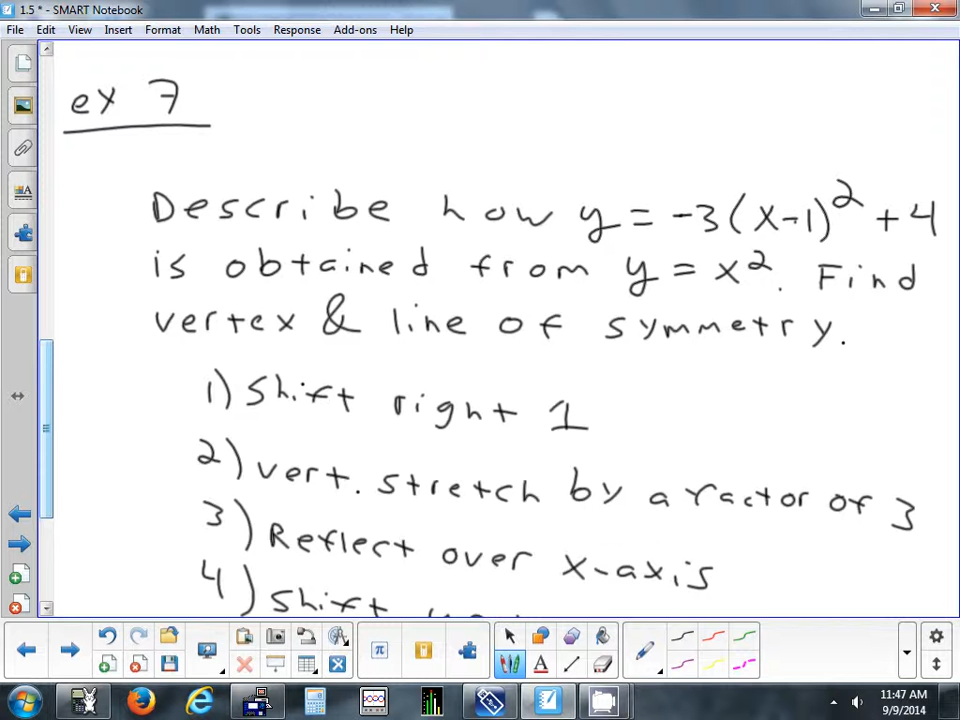 1.5 * - SMART Notebook
File Edit View Insert Format Math Tools Response Add-ons Help
ex 7
Describe how y = -3(x-1)² + 4
is obtained from y = x². Find
vertex & line of symmetry.
1) Shift right 1
2) vert. stretch by a factor of 3
3) Reflect over x-axis
4) Shift
11:47 AM
9/9/2014